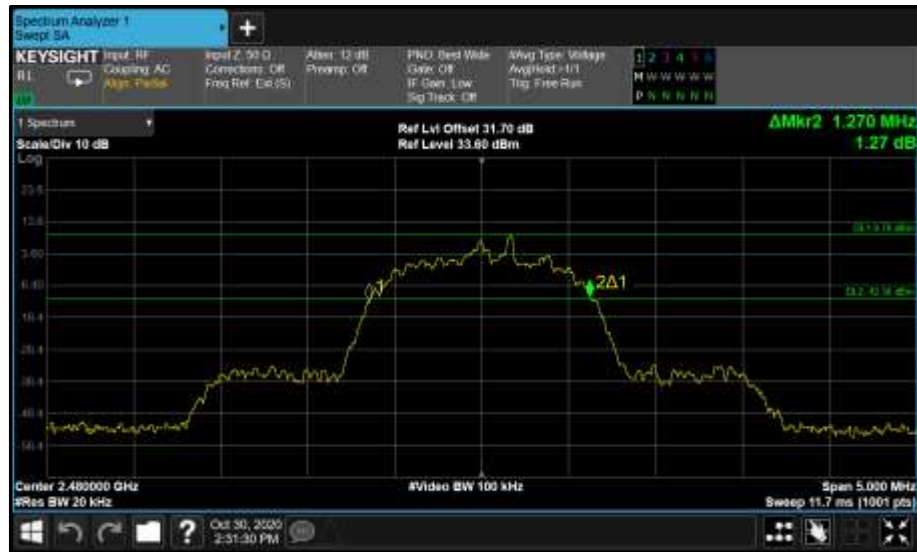 Spectrum Analyzer 1
Swept SA
+
KEYSIGHT Input: RF Input Z: 50 Ω Atten: 12 dB PNO: Best Wide #Avg Type: Voltage 1 2 3 4 5 6
RL Coupling: AC Corrections: Off Preamp: Off Gate: Off Avg|Hold:>1/1 M W W W W W
Align: Partial Freq Ref: Ext (S) IF Gain: Low Trig: Free Run
Sig Track: Off P N N N N N
1 Spectrum
Ref Lvl Offset 31.70 dB ΔMkr2 1.270 MHz
Scale/Div 10 dB Ref Level 33.60 dBm 1.27 dB
Log
23.6
13.6
3.60
-6.40
1
2Δ1
-16.4
-26.4
-36.4
-46.4
-56.4
Center 2.480000 GHz #Video BW 100 kHz Span 5.000 MHz
#Res BW 20 kHz Sweep 11.7 ms (1001 pts)
? Oct 30, 2020
2:31:30 PM